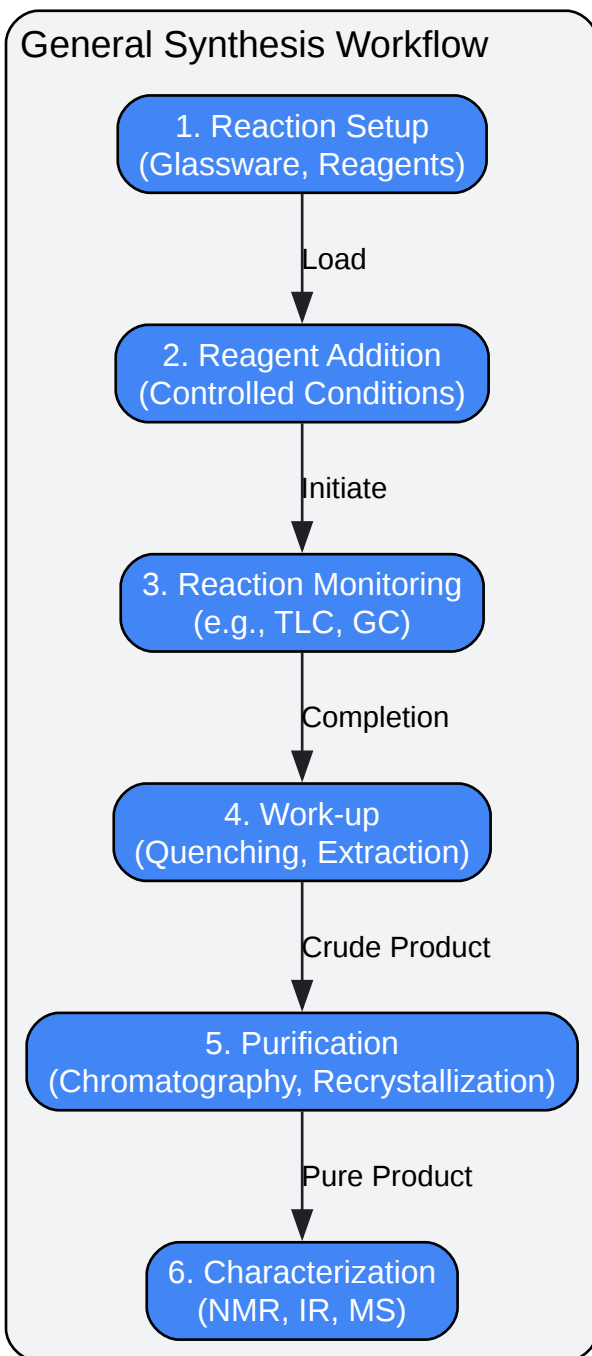 General Synthesis Workflow
1. Reaction Setup
(Glassware, Reagents)
Load
2. Reagent Addition
(Controlled Conditions)
Initiate
3. Reaction Monitoring
(e.g., TLC, GC)
Completion
4. Work-up
(Quenching, Extraction)
Crude Product
5. Purification
(Chromatography, Recrystallization)
Pure Product
6. Characterization
(NMR, IR, MS)